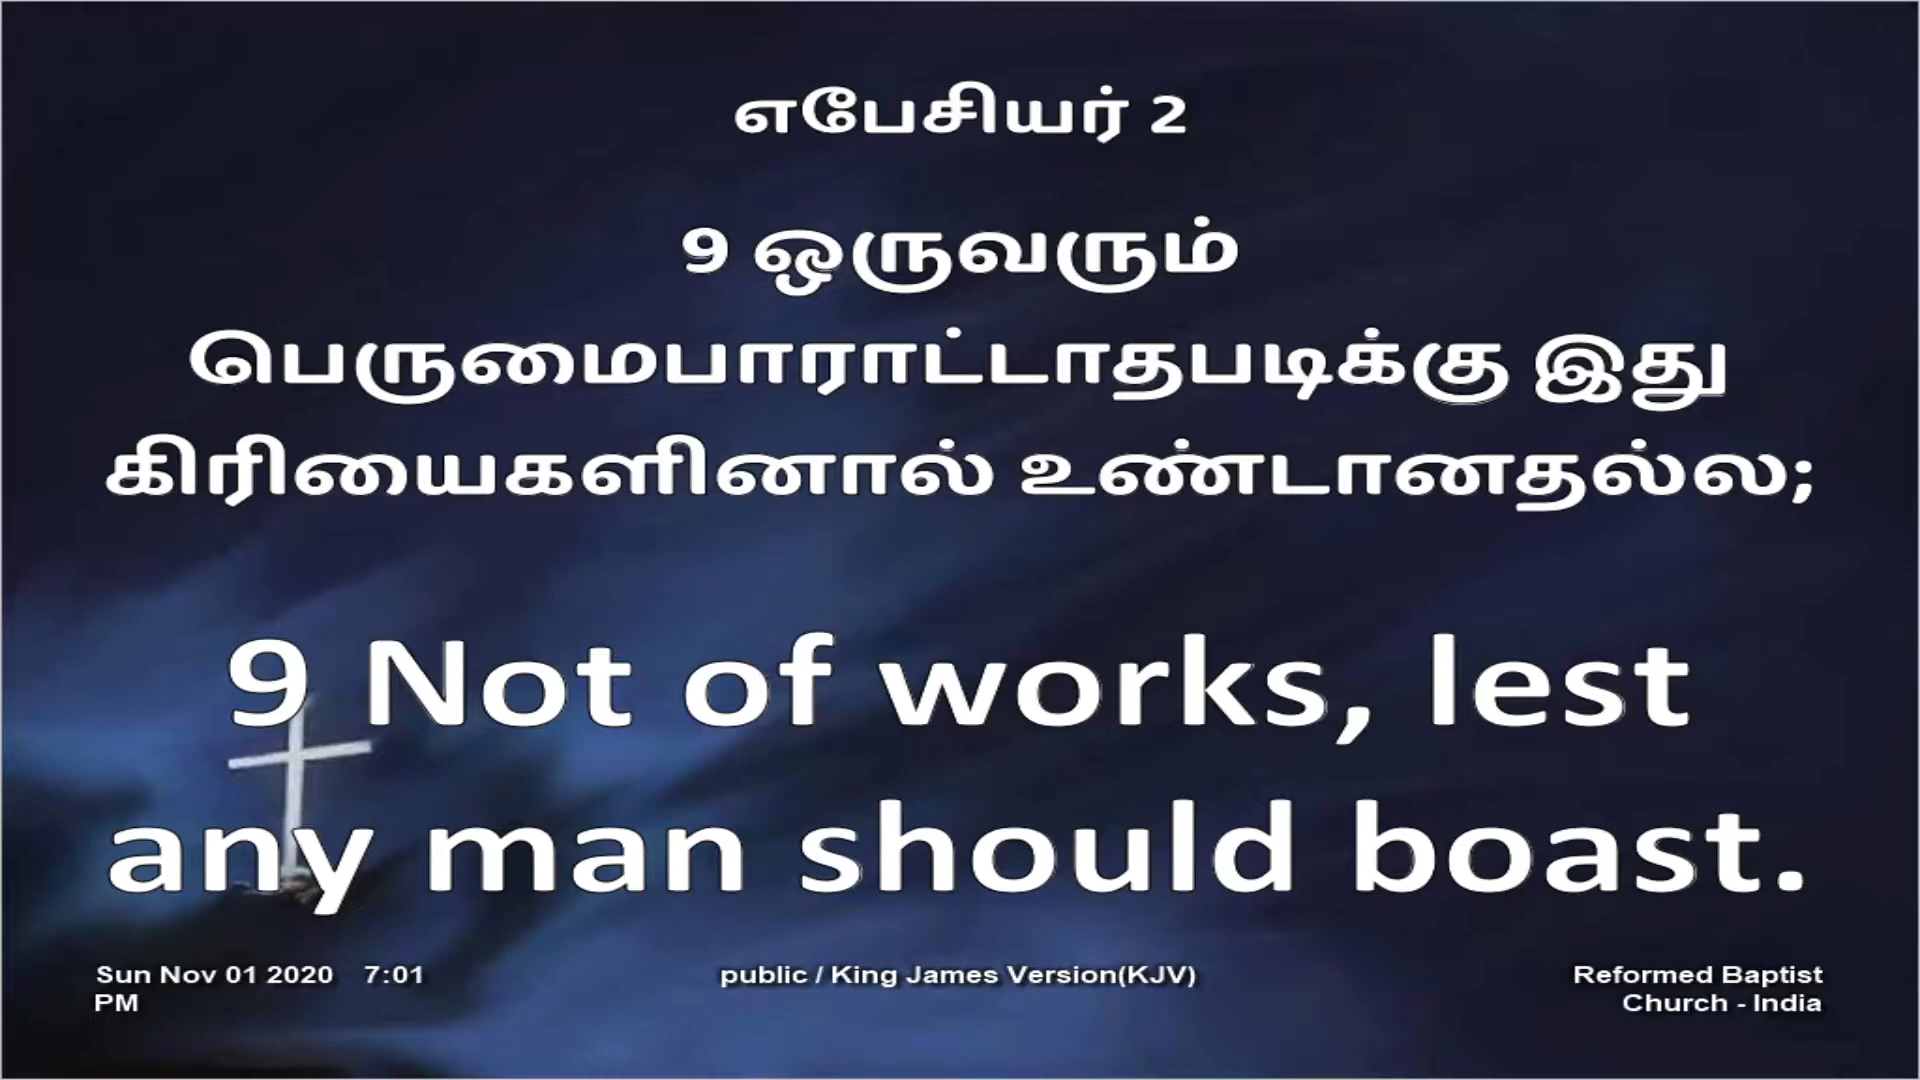 எபேசியர் 2
9 ஒருவரும்
பெருமைபாராட்டாதபடிக்கு இது
கிரியைகளினால் உண்டானதல்ல;
9 Not of works, lest
any man should boast.
Sun Nov 01 2020 7:01
PM
public / King James Version(KJV)
Reformed Baptist
Church - India